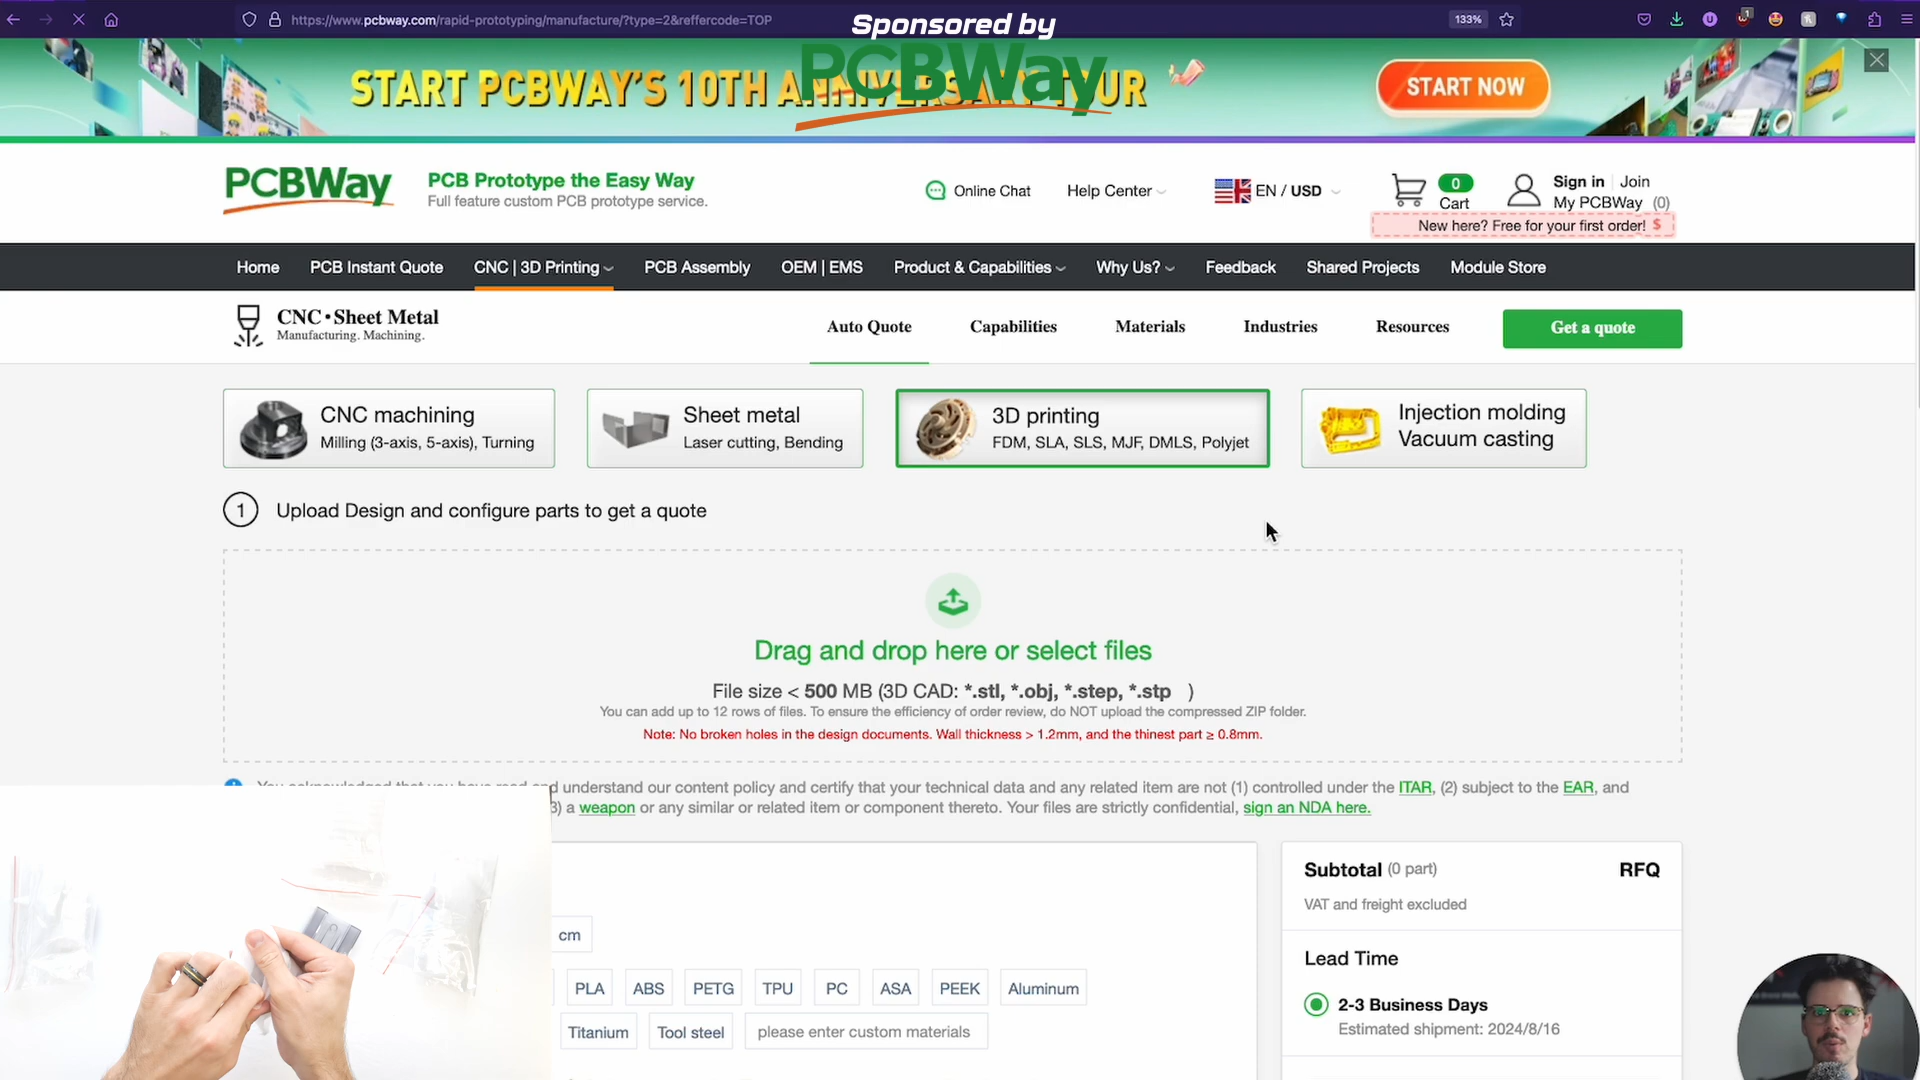 https://www.pcbway.com/rapid-prototyping/manufacture/?type=2&reffercode=TOP
133%
1
Sponsored by
PCBWay
START PCBWAY'S 10TH ANNIVERSARY TOUR
START NOW
PCBWay
PCB Prototype the Easy Way
Full feature custom PCB prototype service.
Online Chat
Help Center
EN / USD
0
Cart
Sign in | Join
My PCBWay (0)
New here? Free for your first order! $
Home
PCB Instant Quote
CNC | 3D Printing
PCB Assembly
OEM | EMS
Product & Capabilities
Why Us?
Feedback
Shared Projects
Module Store
CNC•Sheet Metal
Manufacturing. Machining.
Auto Quote
Capabilities
Materials
Industries
Resources
Get a quote
CNC machining
Milling (3-axis, 5-axis), Turning
Sheet metal
Laser cutting, Bending
3D printing
FDM, SLA, SLS, MJF, DMLS, Polyjet
Injection molding
Vacuum casting
1 Upload Design and configure parts to get a quote
Drag and drop here or select files
File size < 500 MB (3D CAD: *.stl, *.obj, *.step, *.stp )
You can add up to 12 rows of files. To ensure the efficiency of order review, do NOT upload the compressed ZIP folder.
Note: No broken holes in the design documents. Wall thickness > 1.2mm, and the thinest part ≥ 0.8mm.
You acknowledged that you have read and understand our content policy and certify that your technical data and any related item are not (1) controlled under the ITAR, (2) subject to the EAR, and
3) a weapon or any similar or related item or component thereto. Your files are strictly confidential, sign an NDA here.
Subtotal (0 part)
RFQ
VAT and freight excluded
cm
Lead Time
PLA
ABS
PETG
TPU
PC
ASA
PEEK
Aluminum
2-3 Business Days
Estimated shipment: 2024/8/16
Titanium
Tool steel
please enter custom materials